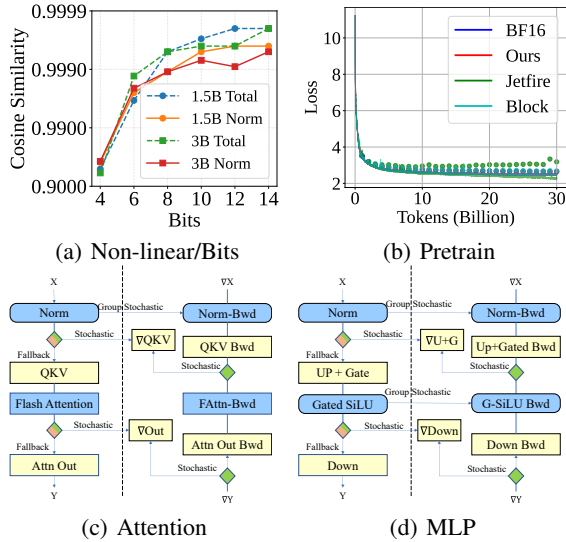 0.9999
0.9990
0.9900
0.9000
Cosine Similarity
1.5B Total
1.5B Norm
3B Total
3B Norm
4 6 8 10 12 14
Bits
(a) Non-linear/Bits
10
8
6
4
2
Loss
BF16
Ours
Jetfire
Block
0 10 20 30
Tokens (Billion)
(b) Pretrain
X ∇X
Norm Group Stochastic Norm-Bwd
Stochastic ∇QKV QKV Bwd
Fallback Stochastic
QKV
Flash Attention FAttn-Bwd
Stochastic ∇Out Attn Out Bwd
Fallback
Attn Out Stochastic
Y ∇Y
(c) Attention
X ∇X
Norm Group Stochastic Norm-Bwd
Stochastic ∇U+G Up+Gated Bwd
Fallback Stochastic
UP + Gate
Gated SiLU Group Stochastic G-SiLU Bwd
Stochastic ∇Down Down Bwd
Fallback
Down Stochastic
Y ∇Y
(d) MLP